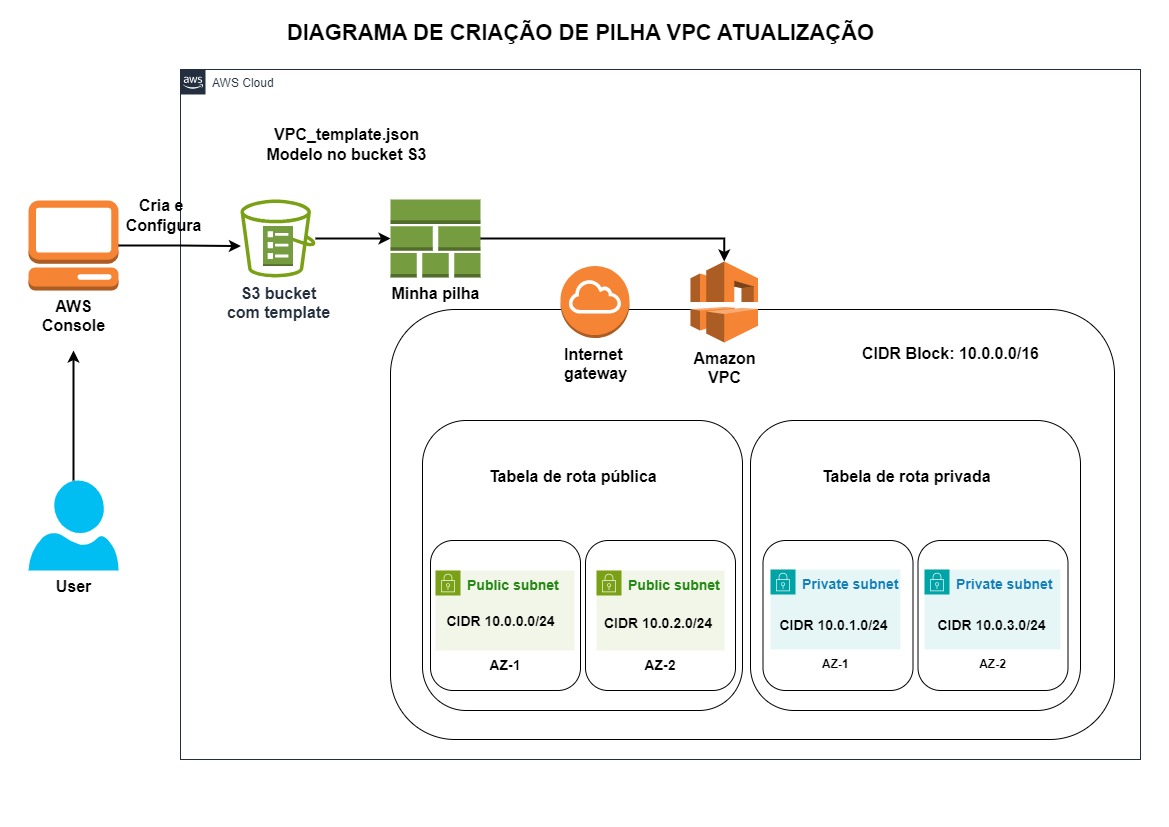 DIAGRAMA DE CRIAÇÃO DE PILHA VPC ATUALIZAÇÃO
aws
AWS Cloud
VPC_template.json
Modelo no bucket S3
Cria e
Configura
AWS
Console
S3 bucket
com template
Minha pilha
Internet
gateway
Amazon
VPC
CIDR Block: 10.0.0.0/16
Tabela de rota pública
Tabela de rota privada
Public subnet
CIDR 10.0.0.0/24
AZ-1
Public subnet
CIDR 10.0.2.0/24
AZ-2
Private subnet
CIDR 10.0.1.0/24
AZ-1
Private subnet
CIDR 10.0.3.0/24
AZ-2
User